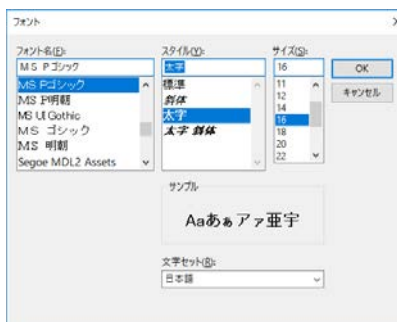 フォント
フォント名(F):
MS Pゴシック
MS Pゴシック
MS P明朝
MS UI Gothic
MS ゴシック
MS 明朝
Segoe MDL2 Assets
スタイル(Y):
太字
標準
斜体
太字
太字 斜体
サイズ(S):
16
11
12
14
16
18
20
22
OK
キャンセル
サンプル
Aaあぁアァ亜宇
文字セット(R):
日本語